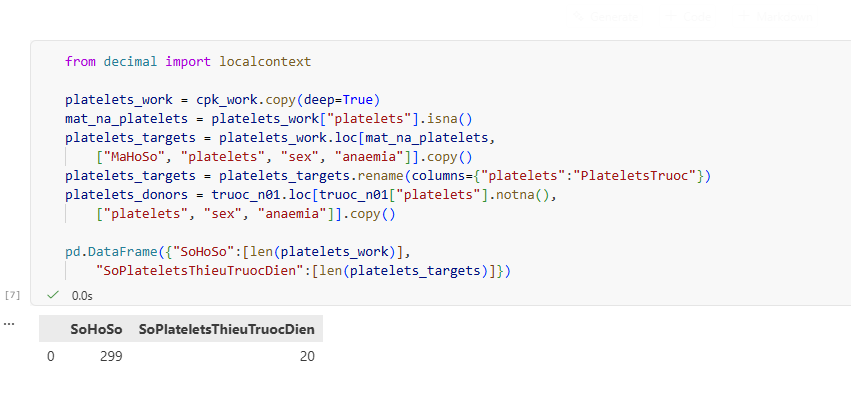 from decimal import localcontext
platelets_work = cpk_work.copy(deep=True)
mat_na_platelets = platelets_work["platelets"].isna()
platelets_targets = platelets_work.loc[mat_na_platelets,
["MaHoSo", "platelets", "sex", "anaemia"]].copy()
platelets_targets = platelets_targets.rename(columns={"platelets":"PlateletsTruoc"})
platelets_donors = truoc_n01.loc[truoc_n01["platelets"].notna(),
["platelets", "sex", "anaemia"]].copy()
pd.DataFrame({"SoHoSo":[len(platelets_work)],
"SoPlateletsThieuTruocDien":[len(platelets_targets)]})
[7] 0.0s
... SoHoSo SoPlateletsThieuTruocDien
0 299 20